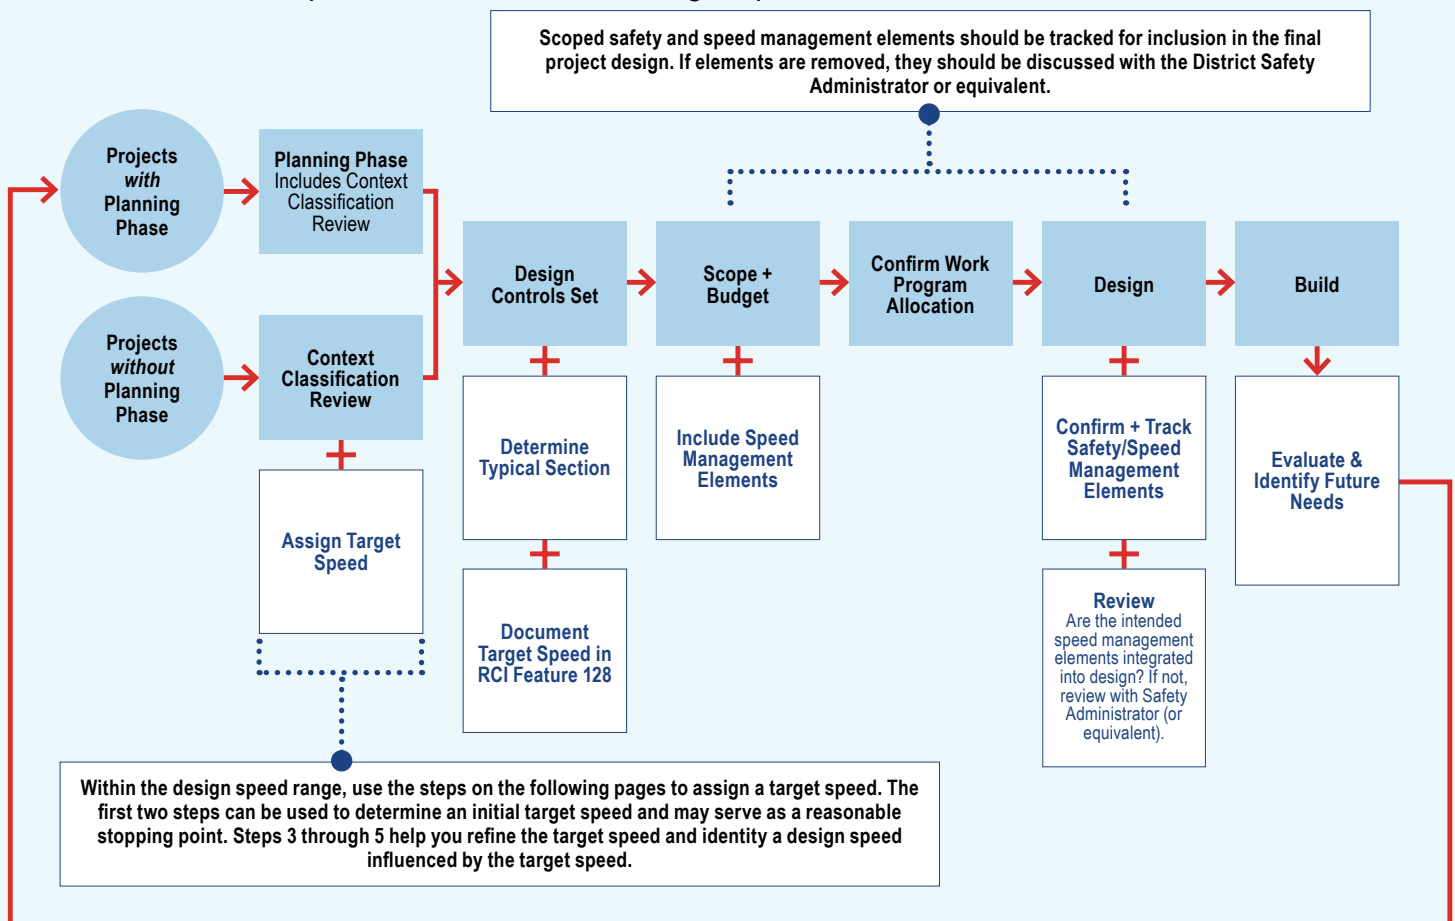 Scoped safety and speed management elements should be tracked for inclusion in the final
project design. If elements are removed, they should be discussed with the District Safety
Administrator or equivalent.
Projects
with
Planning
Phase
Planning Phase
Includes Context
Classification
Review
Projects
without
Planning
Phase
Context
Classification
Review
Assign Target
Speed
Design
Controls Set
Determine
Typical Section
Document
Target Speed in
RCI Feature 128
Scope +
Budget
Include Speed
Management
Elements
Confirm Work
Program
Allocation
Design
Confirm + Track
Safety/Speed
Management
Elements
Review
Are the intended
speed management
elements integrated
into design? If not,
review with Safety
Administrator (or
equivalent).
Build
Evaluate &
Identify Future
Needs
Within the design speed range, use the steps on the following pages to assign a target speed. The
first two steps can be used to determine an initial target speed and may serve as a reasonable
stopping point. Steps 3 through 5 help you refine the target speed and identity a design speed
influenced by the target speed.